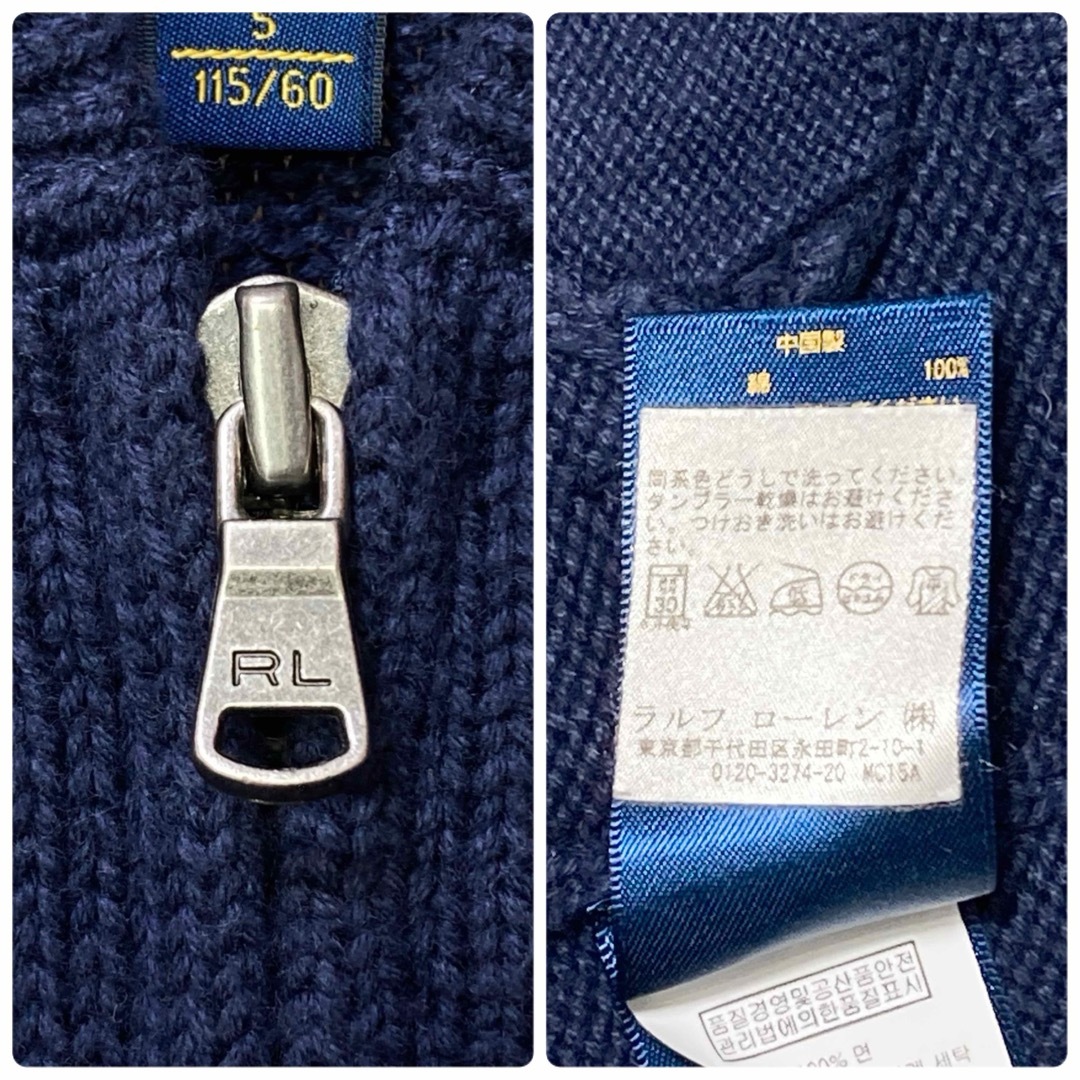 S
115/60
RL
中国製
綿 100%
同系色どうしで洗ってください。
タンブラー乾燥はお避けくださ
い。つけおき洗いはお避けくだ
さい。
30
ラルフ ローレン ㈱
東京都千代田区永田町2-10-1
0120-3274-20 MC15A
품질경영및공산품안전
관리법에의한품질표시
100% 면
세탁